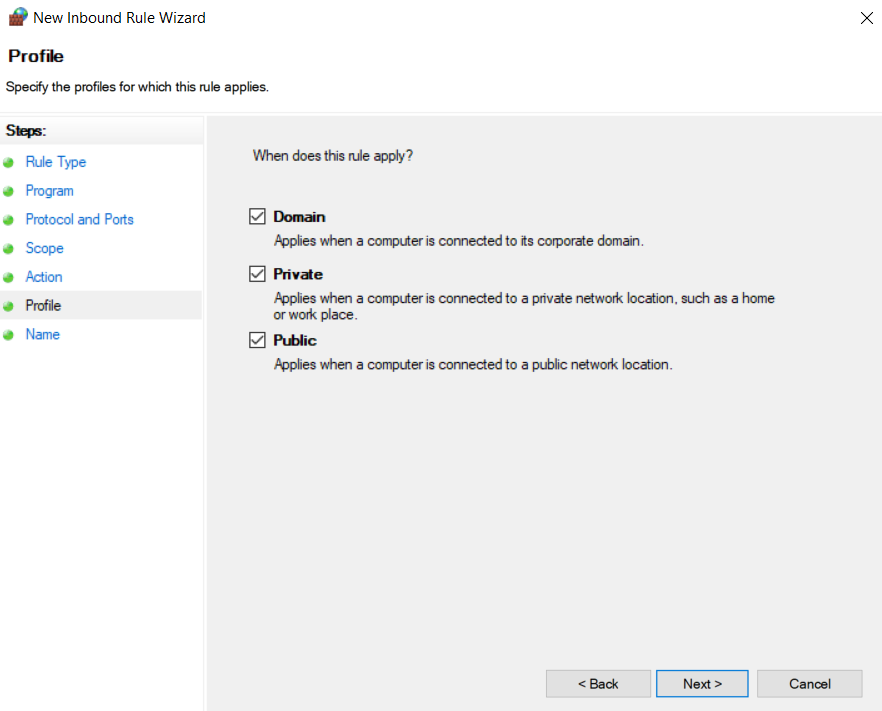 New Inbound Rule Wizard
Profile
Specify the profiles for which this rule applies.
Steps:
Rule Type
Program
Protocol and Ports
Scope
Action
Profile
Name
When does this rule apply?
Domain
Applies when a computer is connected to its corporate domain.
Private
Applies when a computer is connected to a private network location, such as a home
or work place.
Public
Applies when a computer is connected to a public network location.
< Back
Next >
Cancel